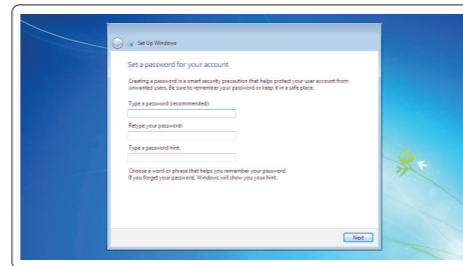 Set Up Windows
Set a password for your account
Creating a password is a smart security precaution that helps protect your user account from
unwanted users. Be sure to remember your password or keep it in a safe place.
Type a password (recommended):
Retype your password:
Type a password hint:
Choose a word or phrase that helps you remember your password.
If you forget your password, Windows will show you your hint.
Next